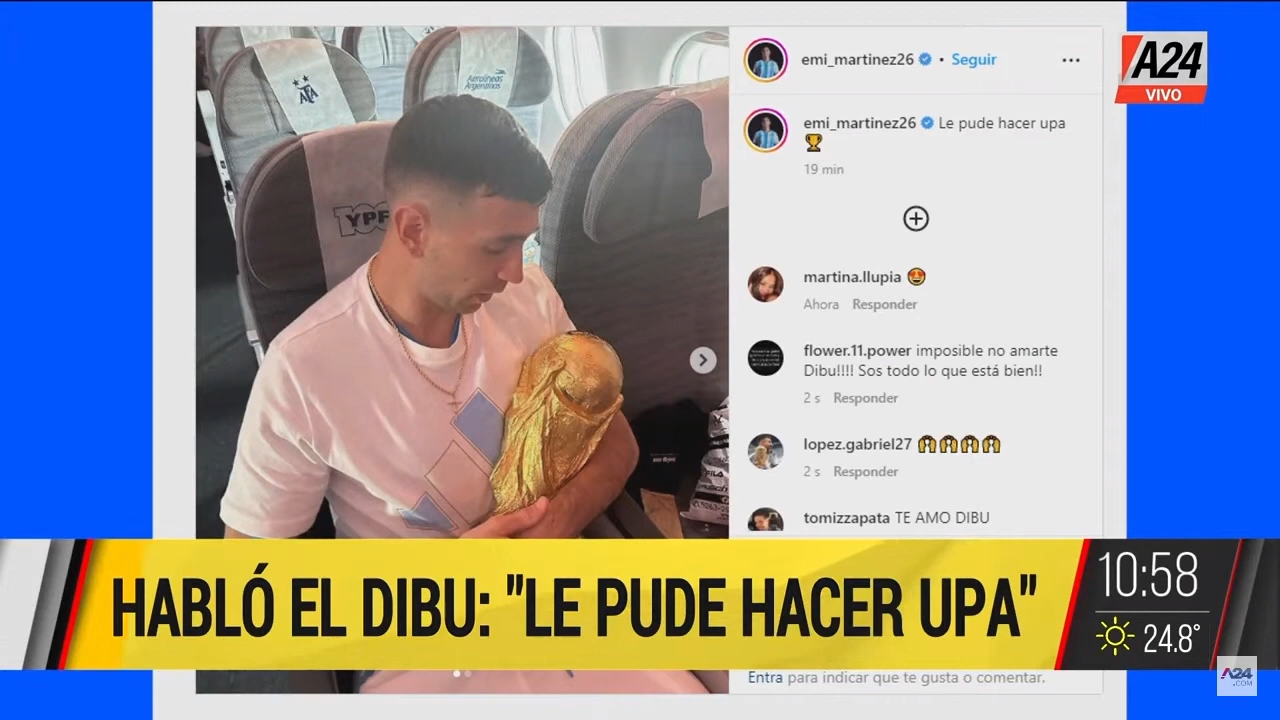 AFA
Aerolíneas
Argentinas
YPF
emi_martinez26 • Seguir
A24
VIVO
emi_martinez26 Le pude hacer upa
19 min
martina.llupia
Ahora Responder
flower.11.power imposible no amarte
Dibu!!!! Sos todo lo que está bien!!
2 s Responder
lopez.gabriel27
2 s Responder
FILA
tomizzapata TE AMO DIBU
HABLÓ EL DIBU: "LE PUDE HACER UPA"
10:58
24.8°
Entra para indicar que te gusta o comentar.
A24
.COM